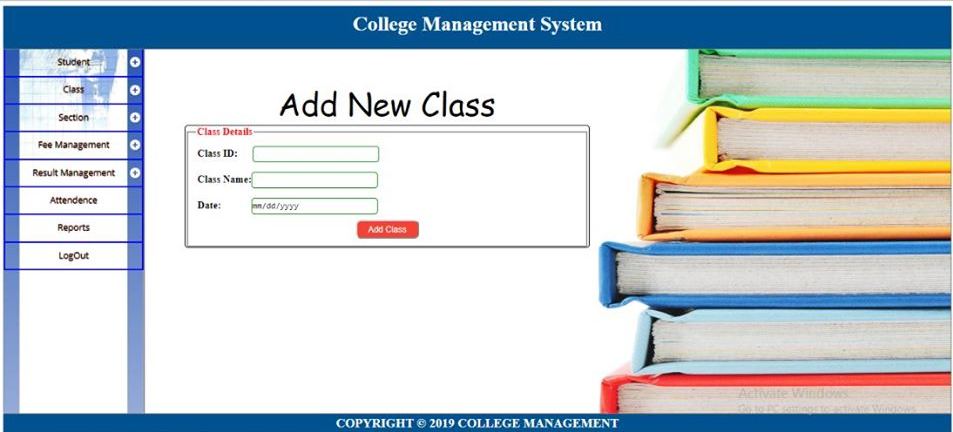 College Management System
Student
Class
Section
Fee Management
Result Management
Attendence
Reports
LogOut
Add New Class
Class Details
Class ID:
Class Name:
Date:
mm/dd/yyyy
Add Class
Activate Windows
Go to PC settings to activate Windows.
COPYRIGHT © 2019 COLLEGE MANAGEMENT